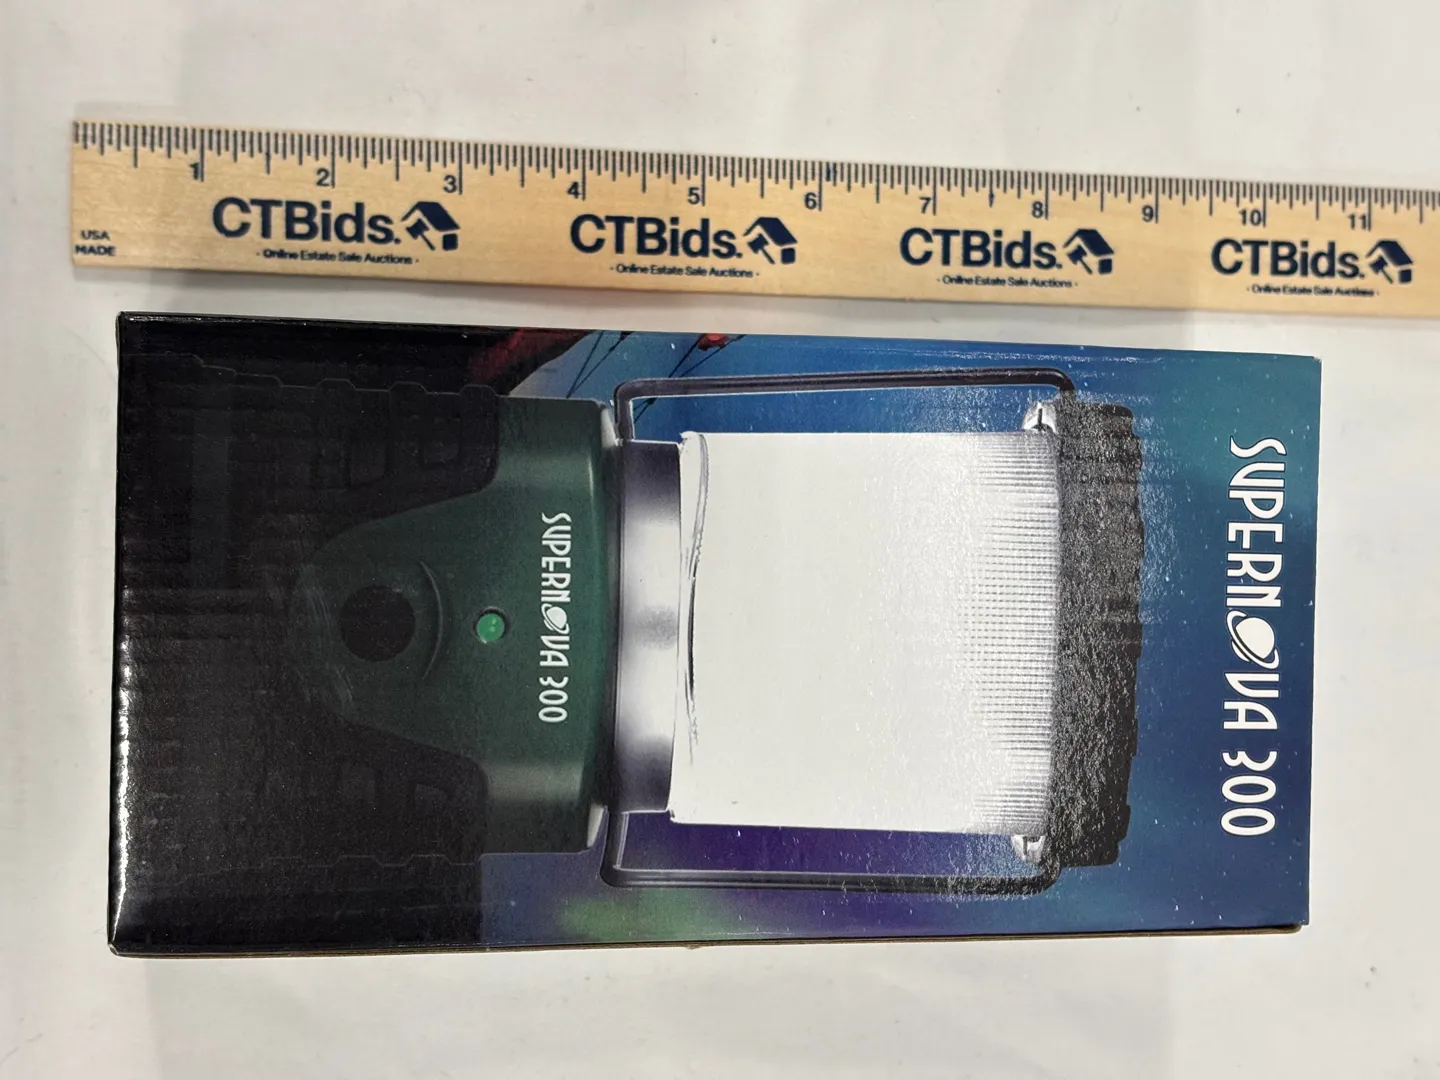 1 2 3 4 5 6 7 8 9 10 11
USA
MADE
CTBids.
- Online Estate Sale Auctions -
CTBids.
- Online Estate Sale Auctions -
CTBids.
- Online Estate Sale Auctions -
CTBids.
- Online Estate Sale Auctions -
SUPERNOVA 300
SUPERNOVA 300